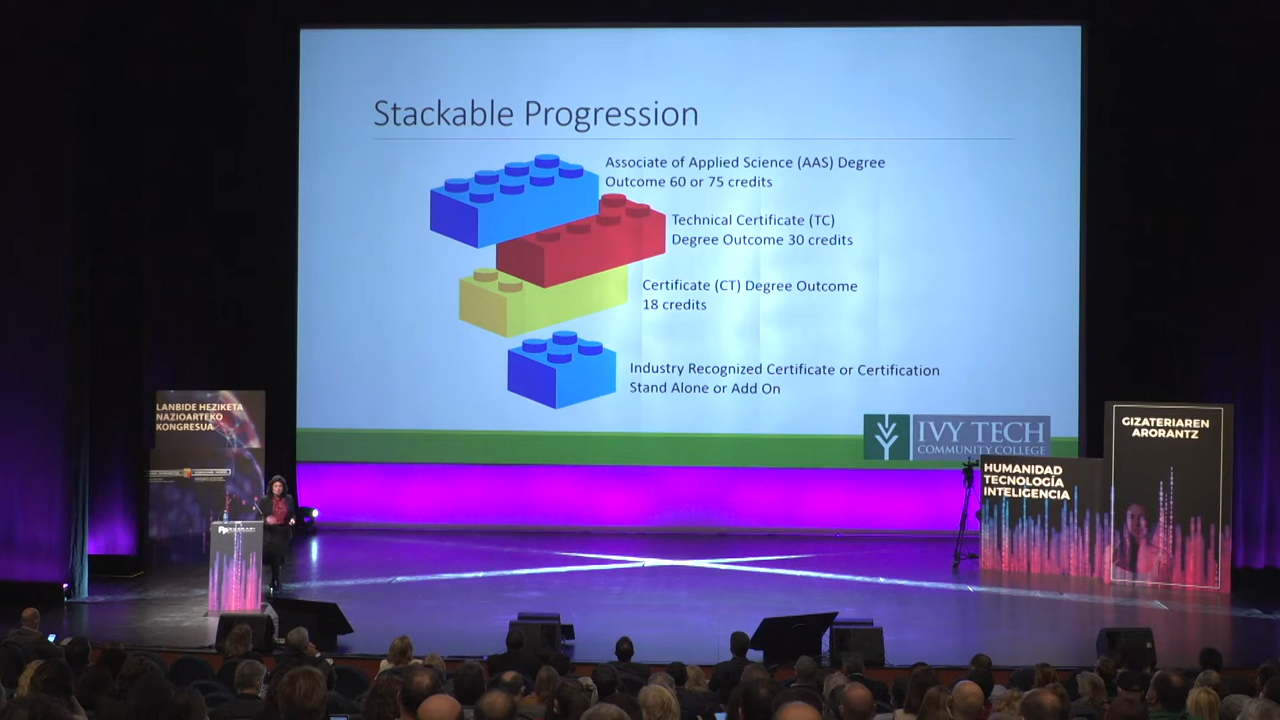 Stackable Progression
Associate of Applied Science (AAS) Degree
Outcome 60 or 75 credits
Technical Certificate (TC)
Degree Outcome 30 credits
Certificate (CT) Degree Outcome
18 credits
Industry Recognized Certificate or Certification
Stand Alone or Add On
IVY TECH
COMMUNITY COLLEGE
LANBIDE HEZIKETA
NAZIOARTEKO
KONGRESUA
HUMANIDAD
TECNOLOGÍA
INTELIGENCIA
GIZATERIAREN
ARORANTZ